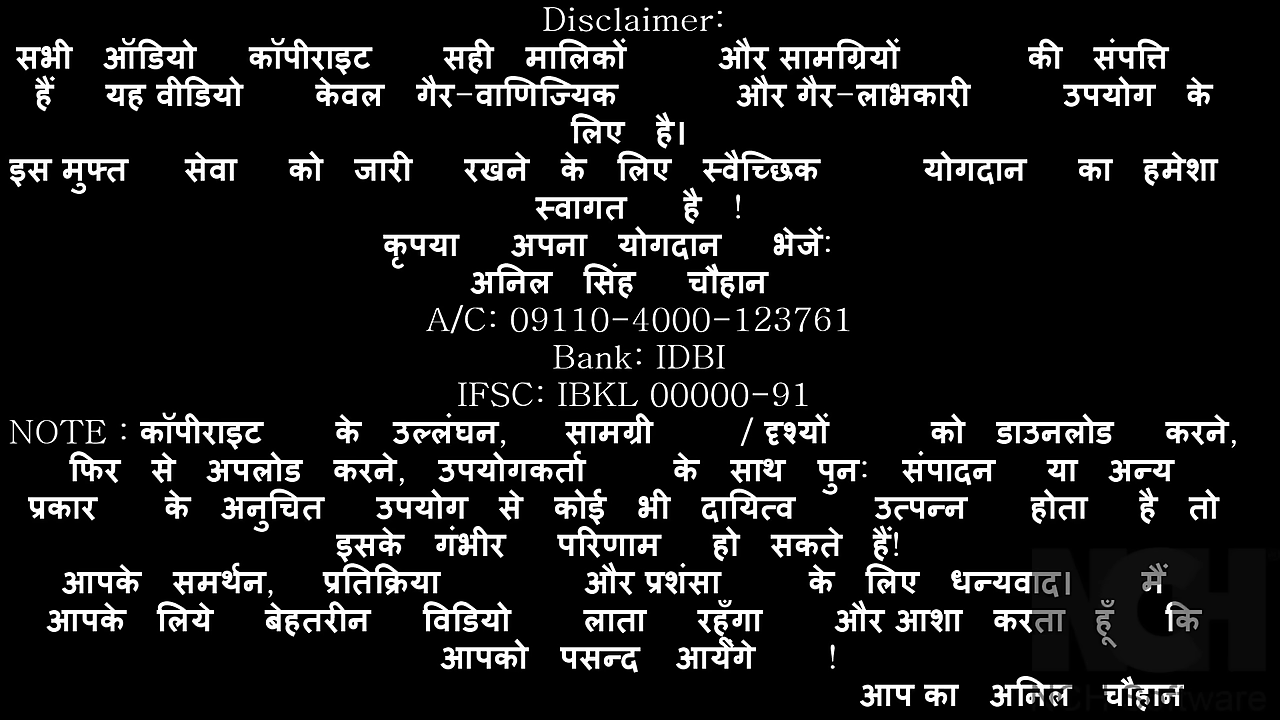 Disclaimer:
सभी ऑडियो कॉपीराइट सही मालिकों और सामग्रियों की संपत्ति
हैं यह वीडियो केवल गैर-वाणिज्यिक और गैर-लाभकारी उपयोग के
लिए है।
इस मुफ्त सेवा को जारी रखने के लिए स्वैच्छिक योगदान का हमेशा
स्वागत है !
कृपया अपना योगदान भेजें:
अनिल सिंह चौहान
A/C: 09110-4000-123761
Bank: IDBI
IFSC: IBKL 00000-91
NOTE : कॉपीराइट के उल्लंघन, सामग्री / दृश्यों को डाउनलोड करने,
फिर से अपलोड करने, उपयोगकर्ता के साथ पुन: संपादन या अन्य
प्रकार के अनुचित उपयोग से कोई भी दायित्व उत्पन्न होता है तो
इसके गंभीर परिणाम हो सकते हैं!
आपके समर्थन, प्रतिक्रिया और प्रशंसा के लिए धन्यवाद। मैं
आपके लिये बेहतरीन विडियो लाता रहूँगा और आशा करता हूँ कि
आपको पसन्द आयेंगे !
आप का अनिल चौहान
NCH
NCH Software